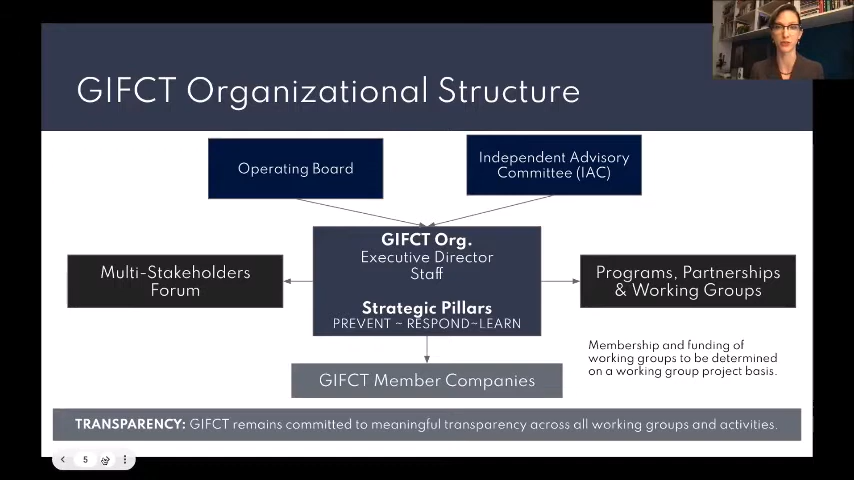 GIFCT Organizational Structure
Operating Board
Independent Advisory
Committee (IAC)
GIFCT Org.
Executive Director
Staff
Strategic Pillars
PREVENT ~ RESPOND~LEARN
Multi-Stakeholders
Forum
Programs, Partnerships
& Working Groups
Membership and funding of
working groups to be determined
on a working group project basis.
GIFCT Member Companies
TRANSPARENCY: GIFCT remains committed to meaningful transparency across all working groups and activities.
5